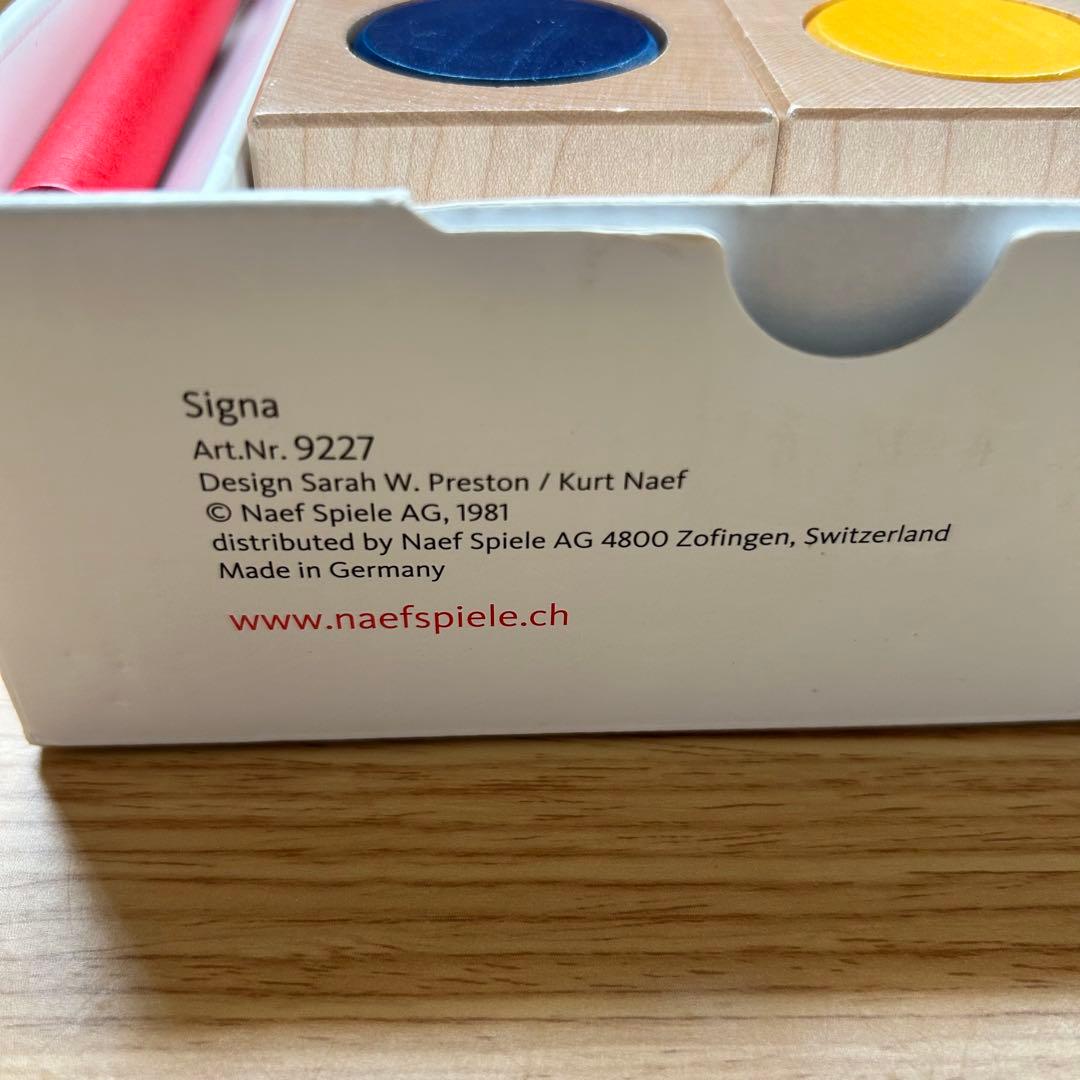 Signa
Art.Nr. 9227
Design Sarah W. Preston / Kurt Naef
© Naef Spiele AG, 1981
distributed by Naef Spiele AG 4800 Zofingen, Switzerland
Made in Germany
www.naefspiele.ch